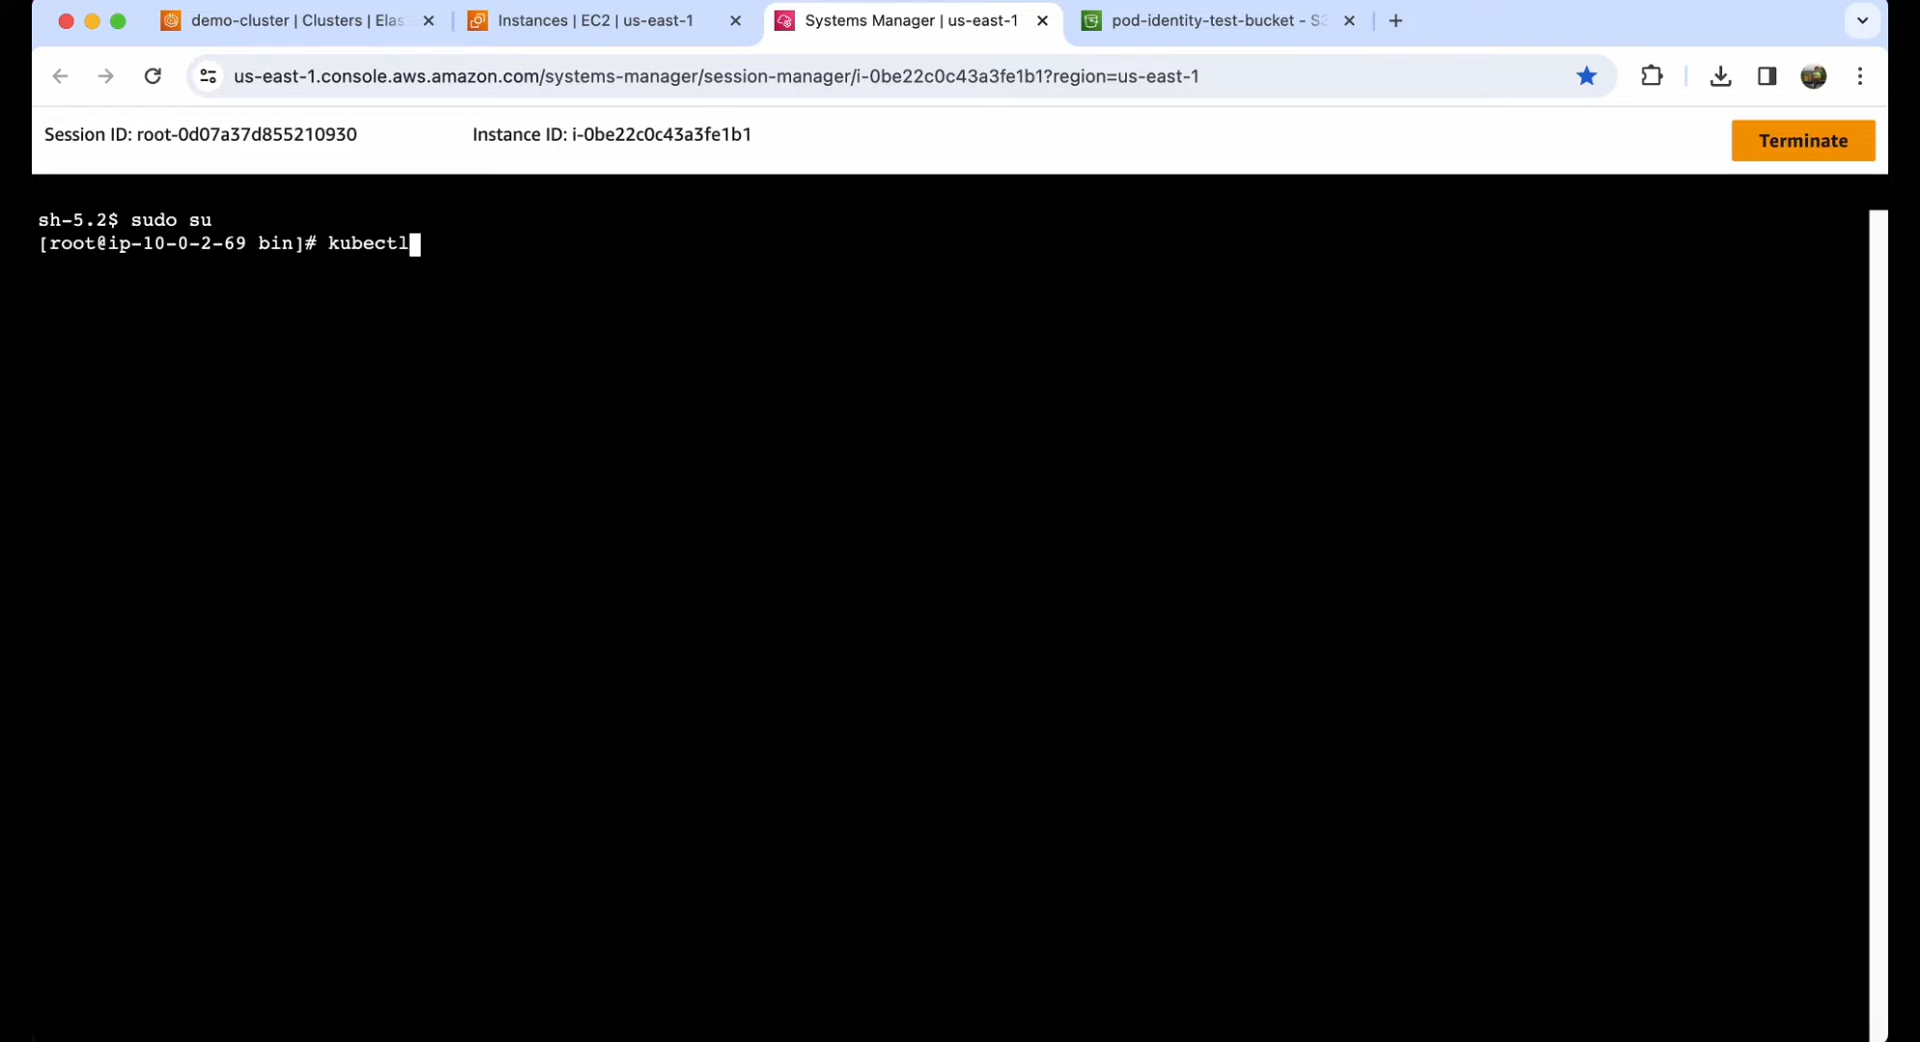 demo-cluster | Clusters | Elas
Instances | EC2 | us-east-1
Systems Manager | us-east-1
pod-identity-test-bucket - S3
us-east-1.console.aws.amazon.com/systems-manager/session-manager/i-0be22c0c43a3fe1b1?region=us-east-1
Session ID: root-0d07a37d855210930
Instance ID: i-0be22c0c43a3fe1b1
Terminate
sh-5.2$ sudo su
[root@ip-10-0-2-69 bin]# kubectl